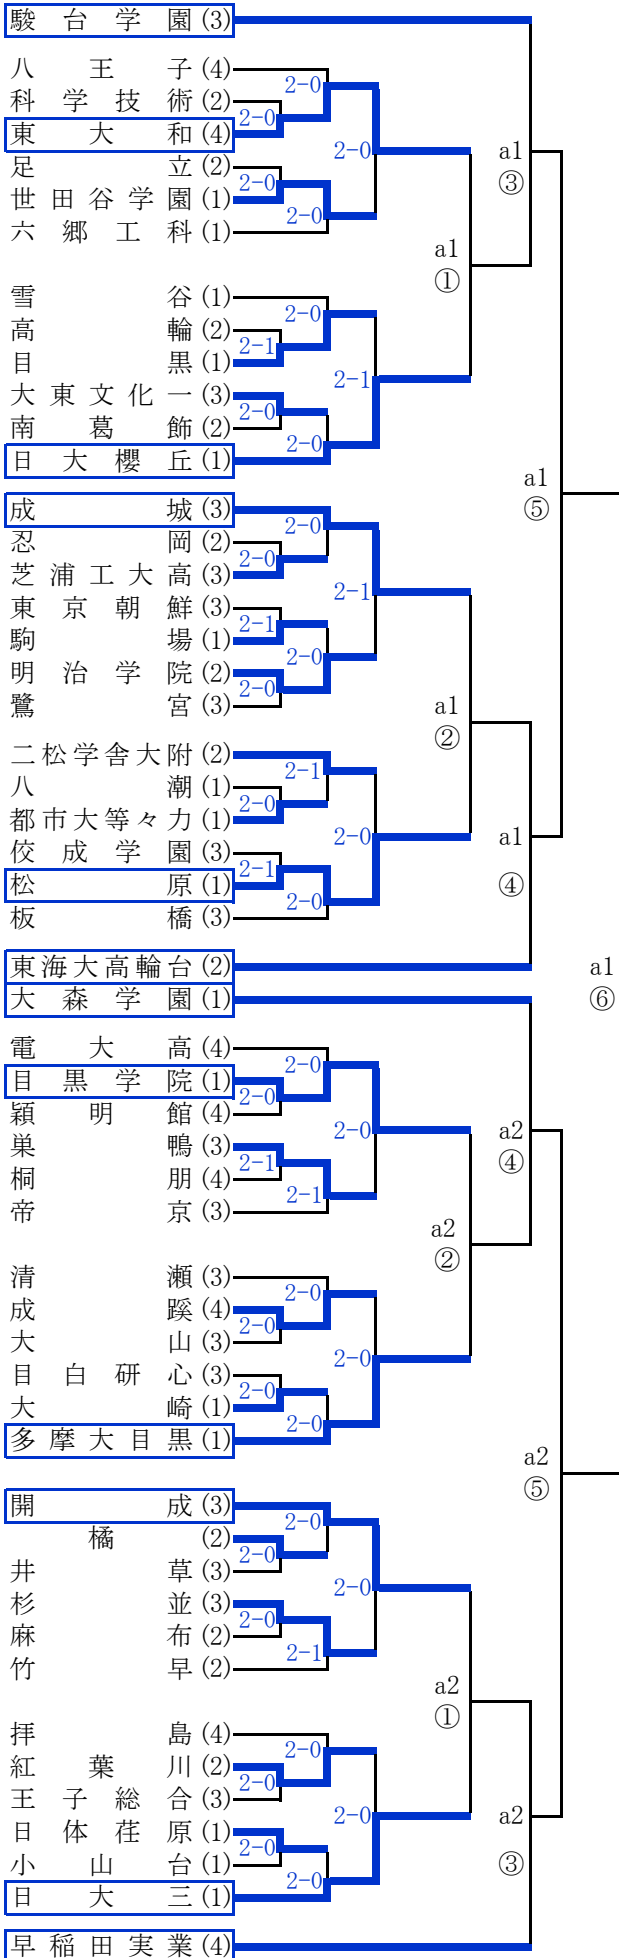 駿台学園(3)
八王子(4)
2-0
科学技術(2)
2-0
東大和(4)
2-0
a1
足立(2)
2-0
③
世田谷学園(1)
2-0
六郷工科(1)
a1
①
雪谷(1)
2-0
高輪(2)
2-1
目黒(1)
2-1
大東文化一(3)
2-0
南葛飾(2)
2-0
日大櫻丘(1)
a1
⑤
成城(3)
2-0
忍岡(2)
2-0
芝浦工大高(3)
2-1
東京朝鮮(3)
2-1
駒場(1)
2-0
明治学院(2)
2-0
鷺宮(3)
a1
②
二松学舎大附(2)
2-1
八潮(1)
2-0
都市大等々力(1)
2-0
a1
佼成学園(3)
2-1
松原(1)
④
2-0
板橋(3)
東海大高輪台(2)
a1
大森学園(1)
⑥
電大高(4)
2-0
目黒学院(1)
2-0
穎明館(4)
2-0
a2
巣鴨(3)
2-1
④
桐朋(4)
2-1
帝京(3)
a2
②
清瀬(3)
2-0
成蹊(4)
2-0
大山(3)
2-0
目白研心(3)
2-0
大崎(1)
2-0
多摩大目黒(1)
a2
⑤
開成(3)
2-0
橘(2)
2-0
井草(3)
2-0
杉並(3)
2-0
麻布(2)
2-1
竹早(2)
a2
①
拝島(4)
2-0
紅葉川(2)
2-0
王子総合(3)
2-0
a2
日体荏原(1)
2-0
小山台(1)
③
2-0
日大三(1)
早稲田実業(4)